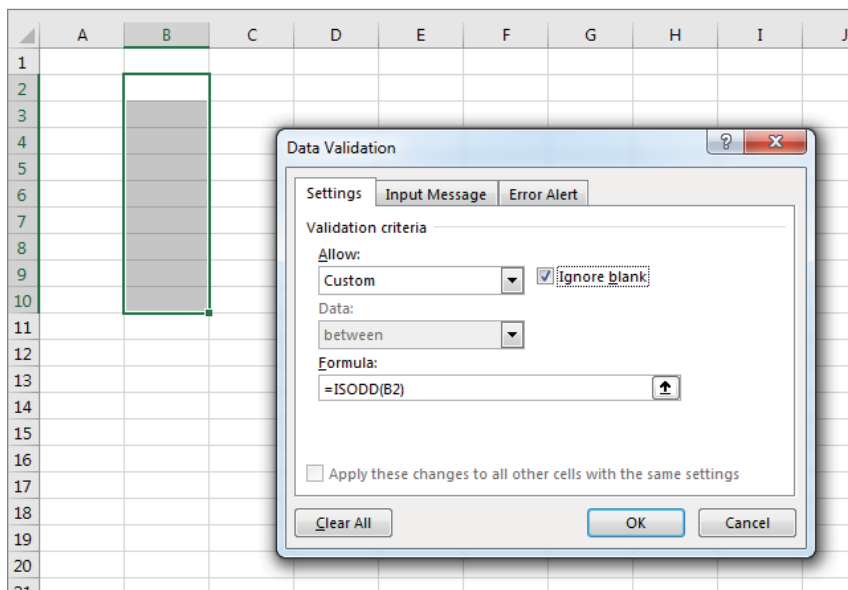 A B C D E F G H I J
1
2
3
4
5
6
7
8
9
10
11
12
13
14
15
16
17
18
19
20
21
Data Validation
Settings Input Message Error Alert
Validation criteria
Allow:
Custom Ignore blank
Data:
between
Formula:
=ISODD(B2)
Apply these changes to all other cells with the same settings
Clear All OK Cancel